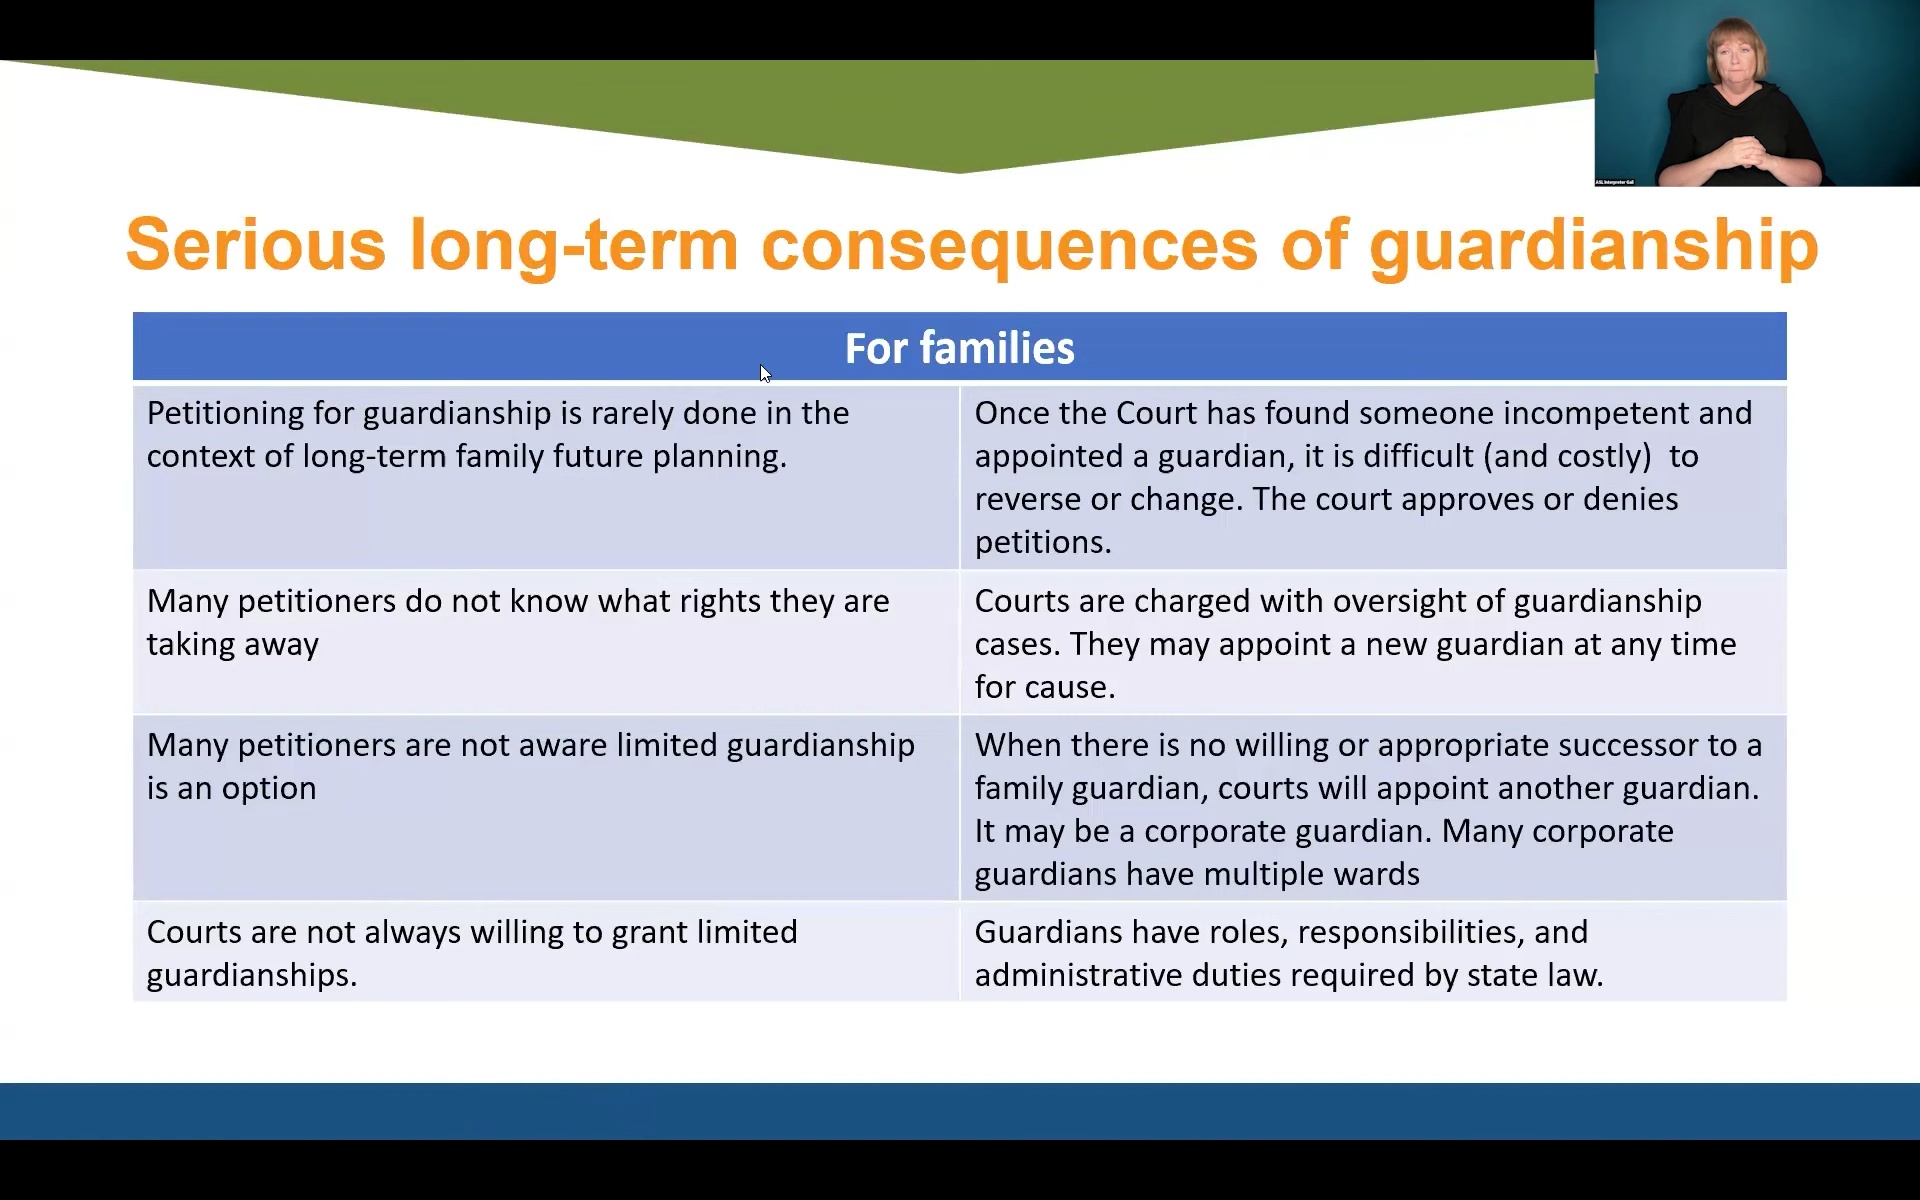 ASL Interpreter Gail
Serious long-term consequences of guardianship
For families
Petitioning for guardianship is rarely done in the
context of long-term family future planning.
Once the Court has found someone incompetent and
appointed a guardian, it is difficult (and costly)  to
reverse or change. The court approves or denies
petitions.
Many petitioners do not know what rights they are
taking away
Courts are charged with oversight of guardianship
cases. They may appoint a new guardian at any time
for cause.
Many petitioners are not aware limited guardianship
is an option
When there is no willing or appropriate successor to a
family guardian, courts will appoint another guardian.
It may be a corporate guardian. Many corporate
guardians have multiple wards
Courts are not always willing to grant limited
guardianships.
Guardians have roles, responsibilities, and
administrative duties required by state law.